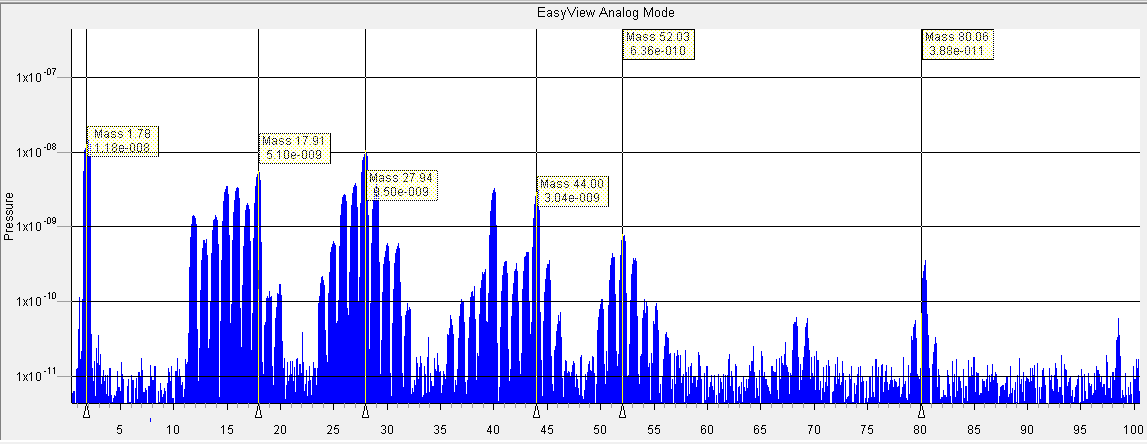 EasyView Analog Mode
Mass 52.03
6.36e-010
Mass 80.06
3.88e-011
1x10-07
Mass 1.78
1.18e-008
Mass 17.91
5.10e-009
1x10-08
Mass 27.94
9.50e-009
Mass 44.00
3.04e-009
Pressure
1x10-09
1x10-10
1x10-11
5 10 15 20 25 30 35 40 45 50 55 60 65 70 75 80 85 90 95 100